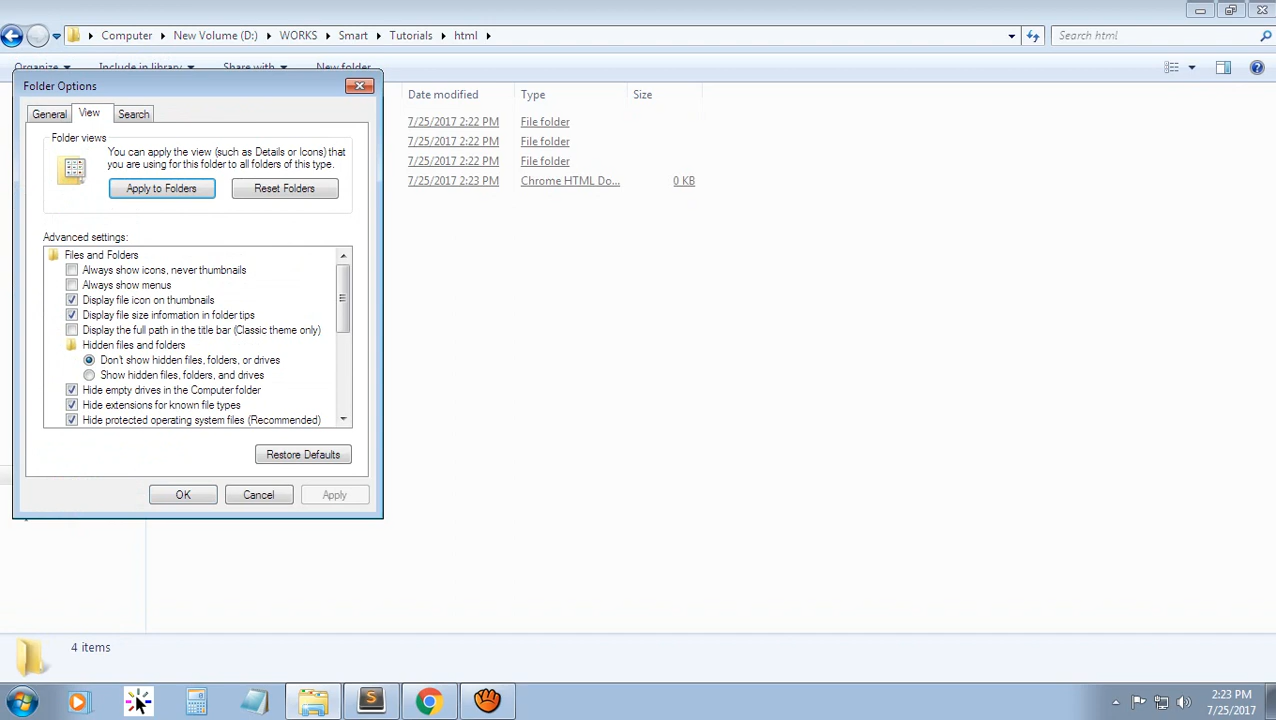 Computer ▸ New Volume (D:) ▸ WORKS ▸ Smart ▸ Tutorials ▸ html ▸
Search html
Organize Include in library Share with New folder
Folder Options
General View Search
Folder views
You can apply the view (such as Details or Icons) that
you are using for this folder to all folders of this type.
Apply to Folders Reset Folders
Advanced settings:
Files and Folders
Always show icons, never thumbnails
Always show menus
Display file icon on thumbnails
Display file size information in folder tips
Display the full path in the title bar (Classic theme only)
Hidden files and folders
Don't show hidden files, folders, or drives
Show hidden files, folders, and drives
Hide empty drives in the Computer folder
Hide extensions for known file types
Hide protected operating system files (Recommended)
Restore Defaults
OK Cancel Apply
Date modified Type Size
7/25/2017 2:22 PM File folder
7/25/2017 2:22 PM File folder
7/25/2017 2:22 PM File folder
7/25/2017 2:23 PM Chrome HTML Do... 0 KB
4 items
2:23 PM
7/25/2017